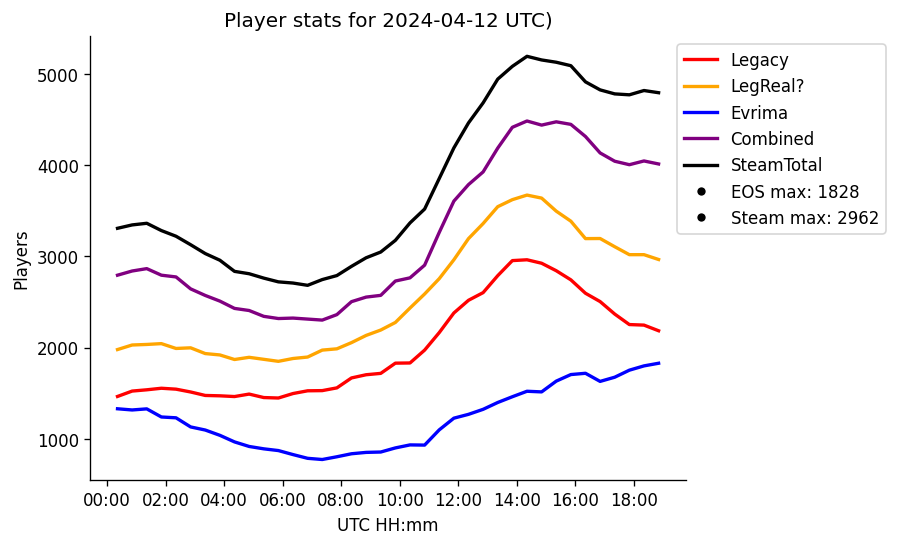 Player stats for 2024-04-12 UTC)
Players
5000
4000
3000
2000
1000
00:00 02:00 04:00 06:00 08:00 10:00 12:00 14:00 16:00 18:00
UTC HH:mm
Legacy
LegReal?
Evrima
Combined
SteamTotal
EOS max: 1828
Steam max: 2962